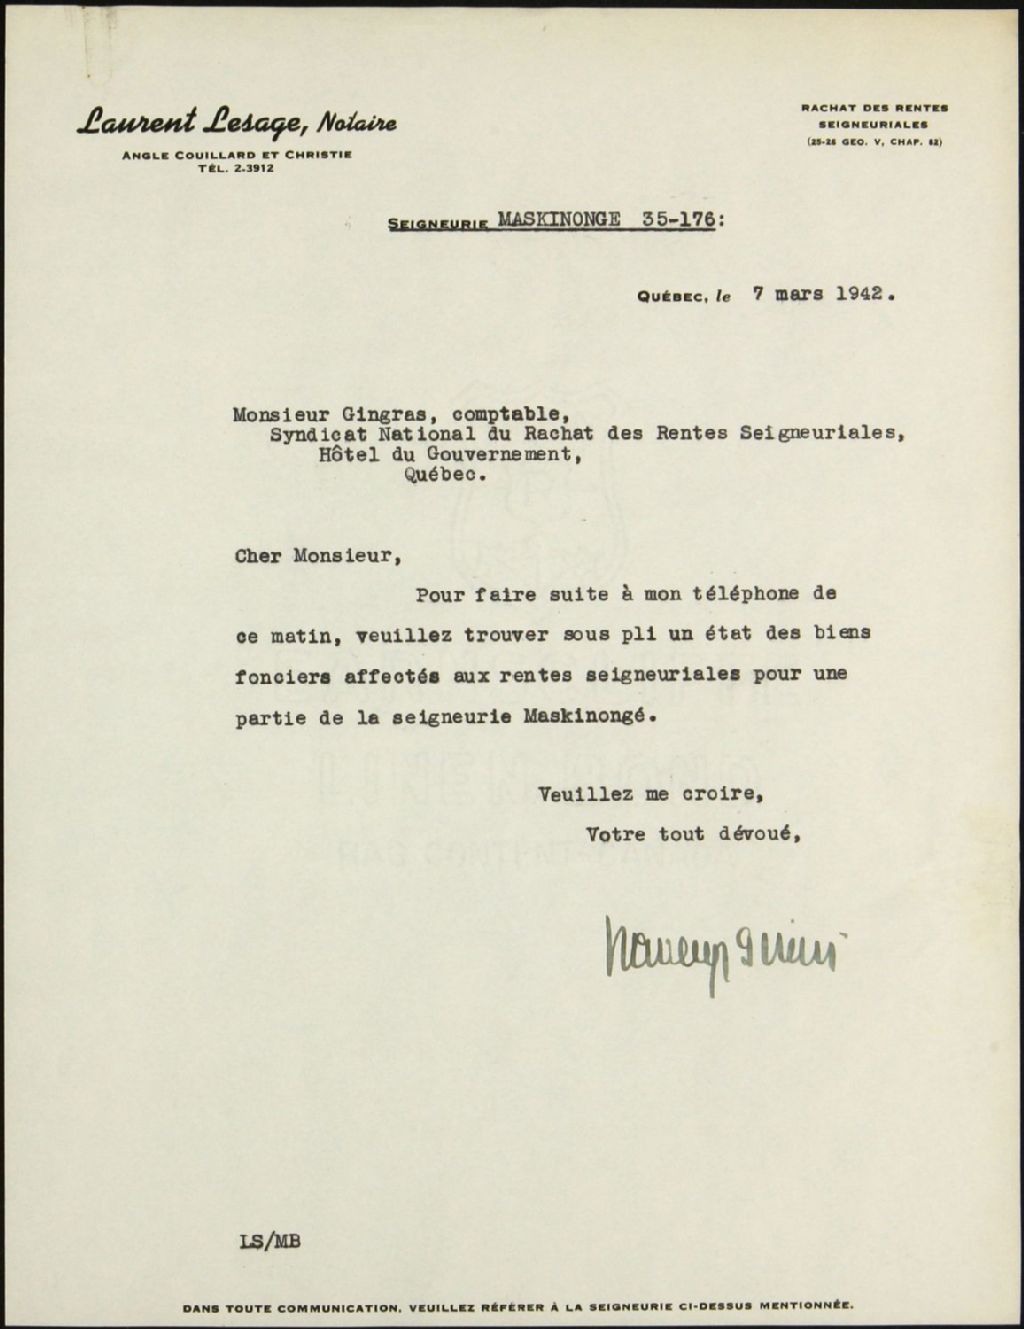 Laurent Lesage, Notaire
ANGLE COUILLARD ET CHRISTIE
TÉL. 2-3912
RACHAT DES RENTES
SEIGNEURIALES
(25-26 GEO. V, CHAP. 82)
SEIGNEURIE MASKINONGE 35-176:
QUÉBEC, le 7 mars 1942.
Monsieur Gingras, comptable,
Syndicat National du Rachat des Rentes Seigneuriales,
Hôtel du Gouvernement,
Québec.
Cher Monsieur,
Pour faire suite à mon téléphone de
ce matin, veuillez trouver sous pli un état des biens
fonciers affectés aux rentes seigneuriales pour une
partie de la seigneurie Maskinongé.
Veuillez me croire,
Votre tout dévoué,
LS/MB
DANS TOUTE COMMUNICATION, VEUILLEZ RÉFÉRER À LA SEIGNEURIE CI-DESSUS MENTIONNÉE.